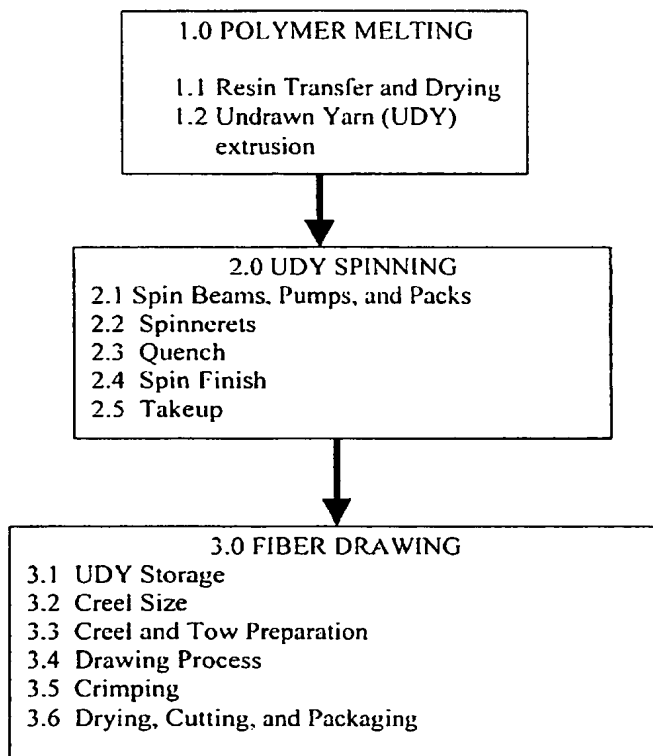 1.0 POLYMER MELTING
1.1 Resin Transfer and Drying
1.2 Undrawn Yarn (UDY)
extrusion
2.0 UDY SPINNING
2.1 Spin Beams, Pumps, and Packs
2.2 Spinnerets
2.3 Quench
2.4 Spin Finish
2.5 Takeup
3.0 FIBER DRAWING
3.1 UDY Storage
3.2 Creel Size
3.3 Creel and Tow Preparation
3.4 Drawing Process
3.5 Crimping
3.6 Drying, Cutting, and Packaging